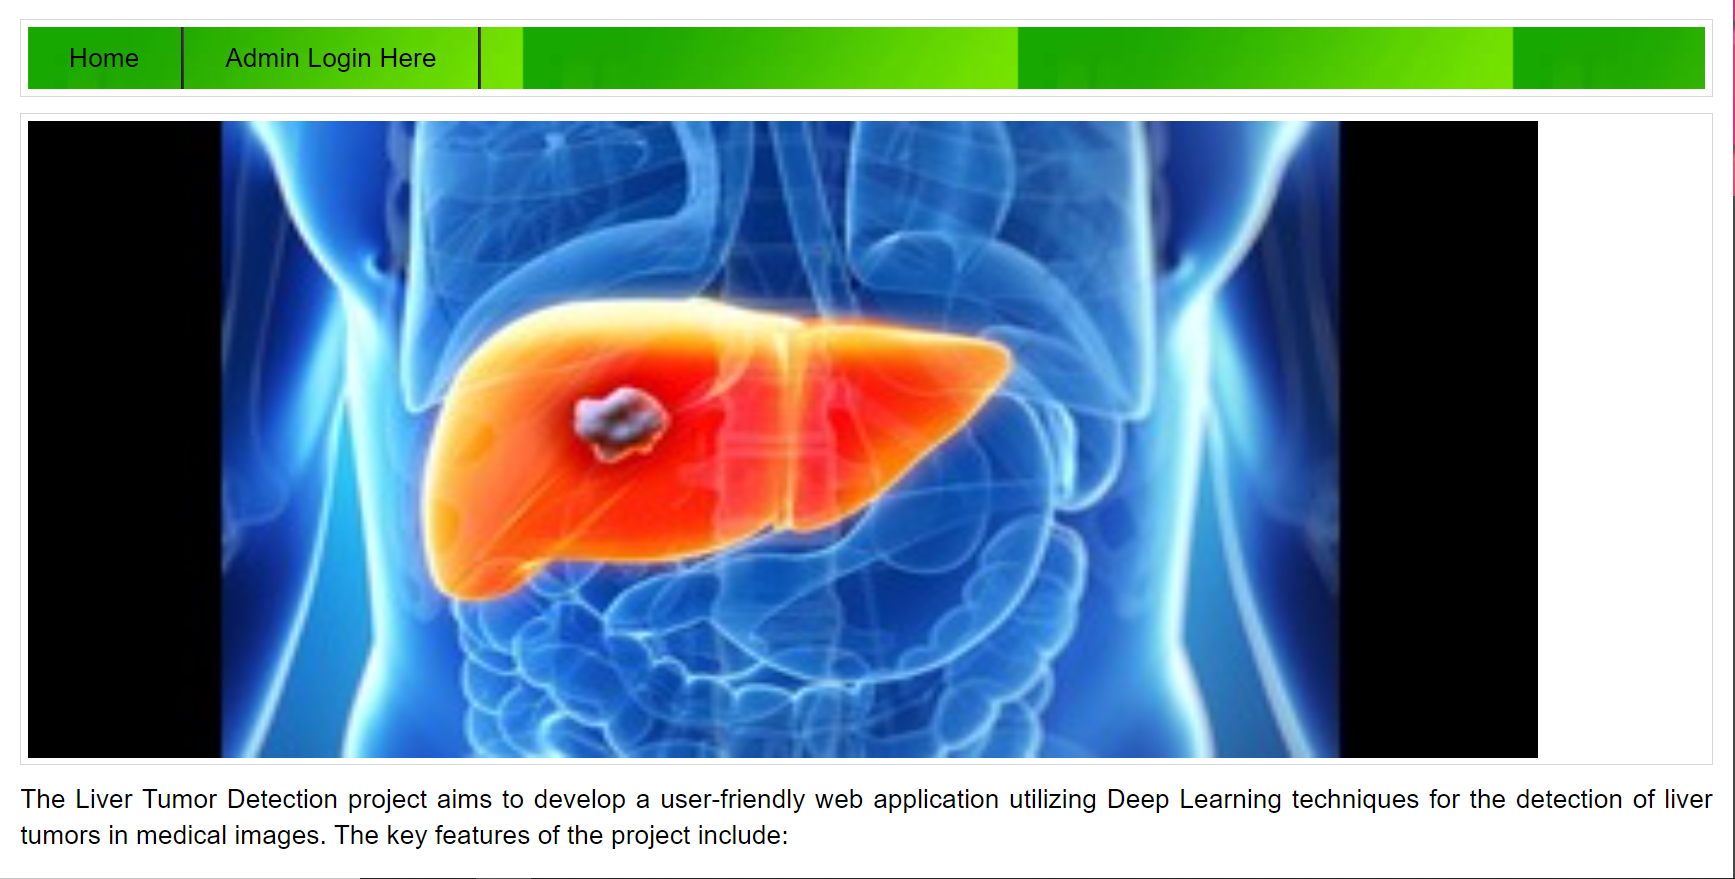 Home
Admin Login Here
The Liver Tumor Detection project aims to develop a user-friendly web application utilizing Deep Learning techniques for the detection of liver
tumors in medical images. The key features of the project include: